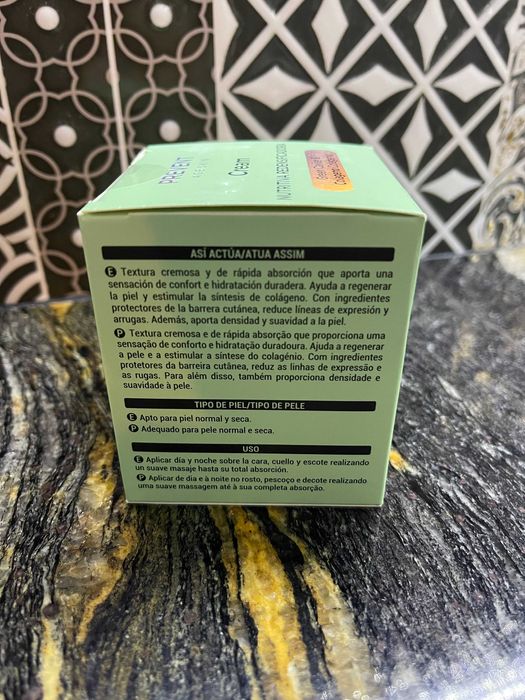 PREVENT
Cream
NUTRITIVA REDENSIFICADORA
ASÍ ACTÚA/ATUA ASSIM
E Textura cremosa y de rápida absorción que aporta una
sensación de confort e hidratación duradera. Ayuda a regenerar
la piel y estimular la síntesis de colágeno. Con ingredientes
protectores de la barrera cutánea, reduce líneas de expresión y
arrugas. Además, aporta densidad y suavidad a la piel.
P Textura cremosa e de rápida absorção que proporciona uma
sensação de conforto e hidratação duradoura. Ajuda a regenerar
a pele e a estimular a síntese do colagénio. Com ingredientes
protetores da barreira cutânea, reduz as linhas de expressão e
as rugas. Para além disso, também proporciona densidade e
suavidade à pele.
TIPO DE PIEL/TIPO DE PELE
E Apto para piel normal y seca.
P Adequado para pele normal e seca.
USO
E Aplicar día y noche sobre la cara, cuello y escote realizando
un suave masaje hasta su total absorción.
P Aplicar de dia e à noite no rosto, pescoço e decote realizando
uma suave massagem até à sua completa absorção.